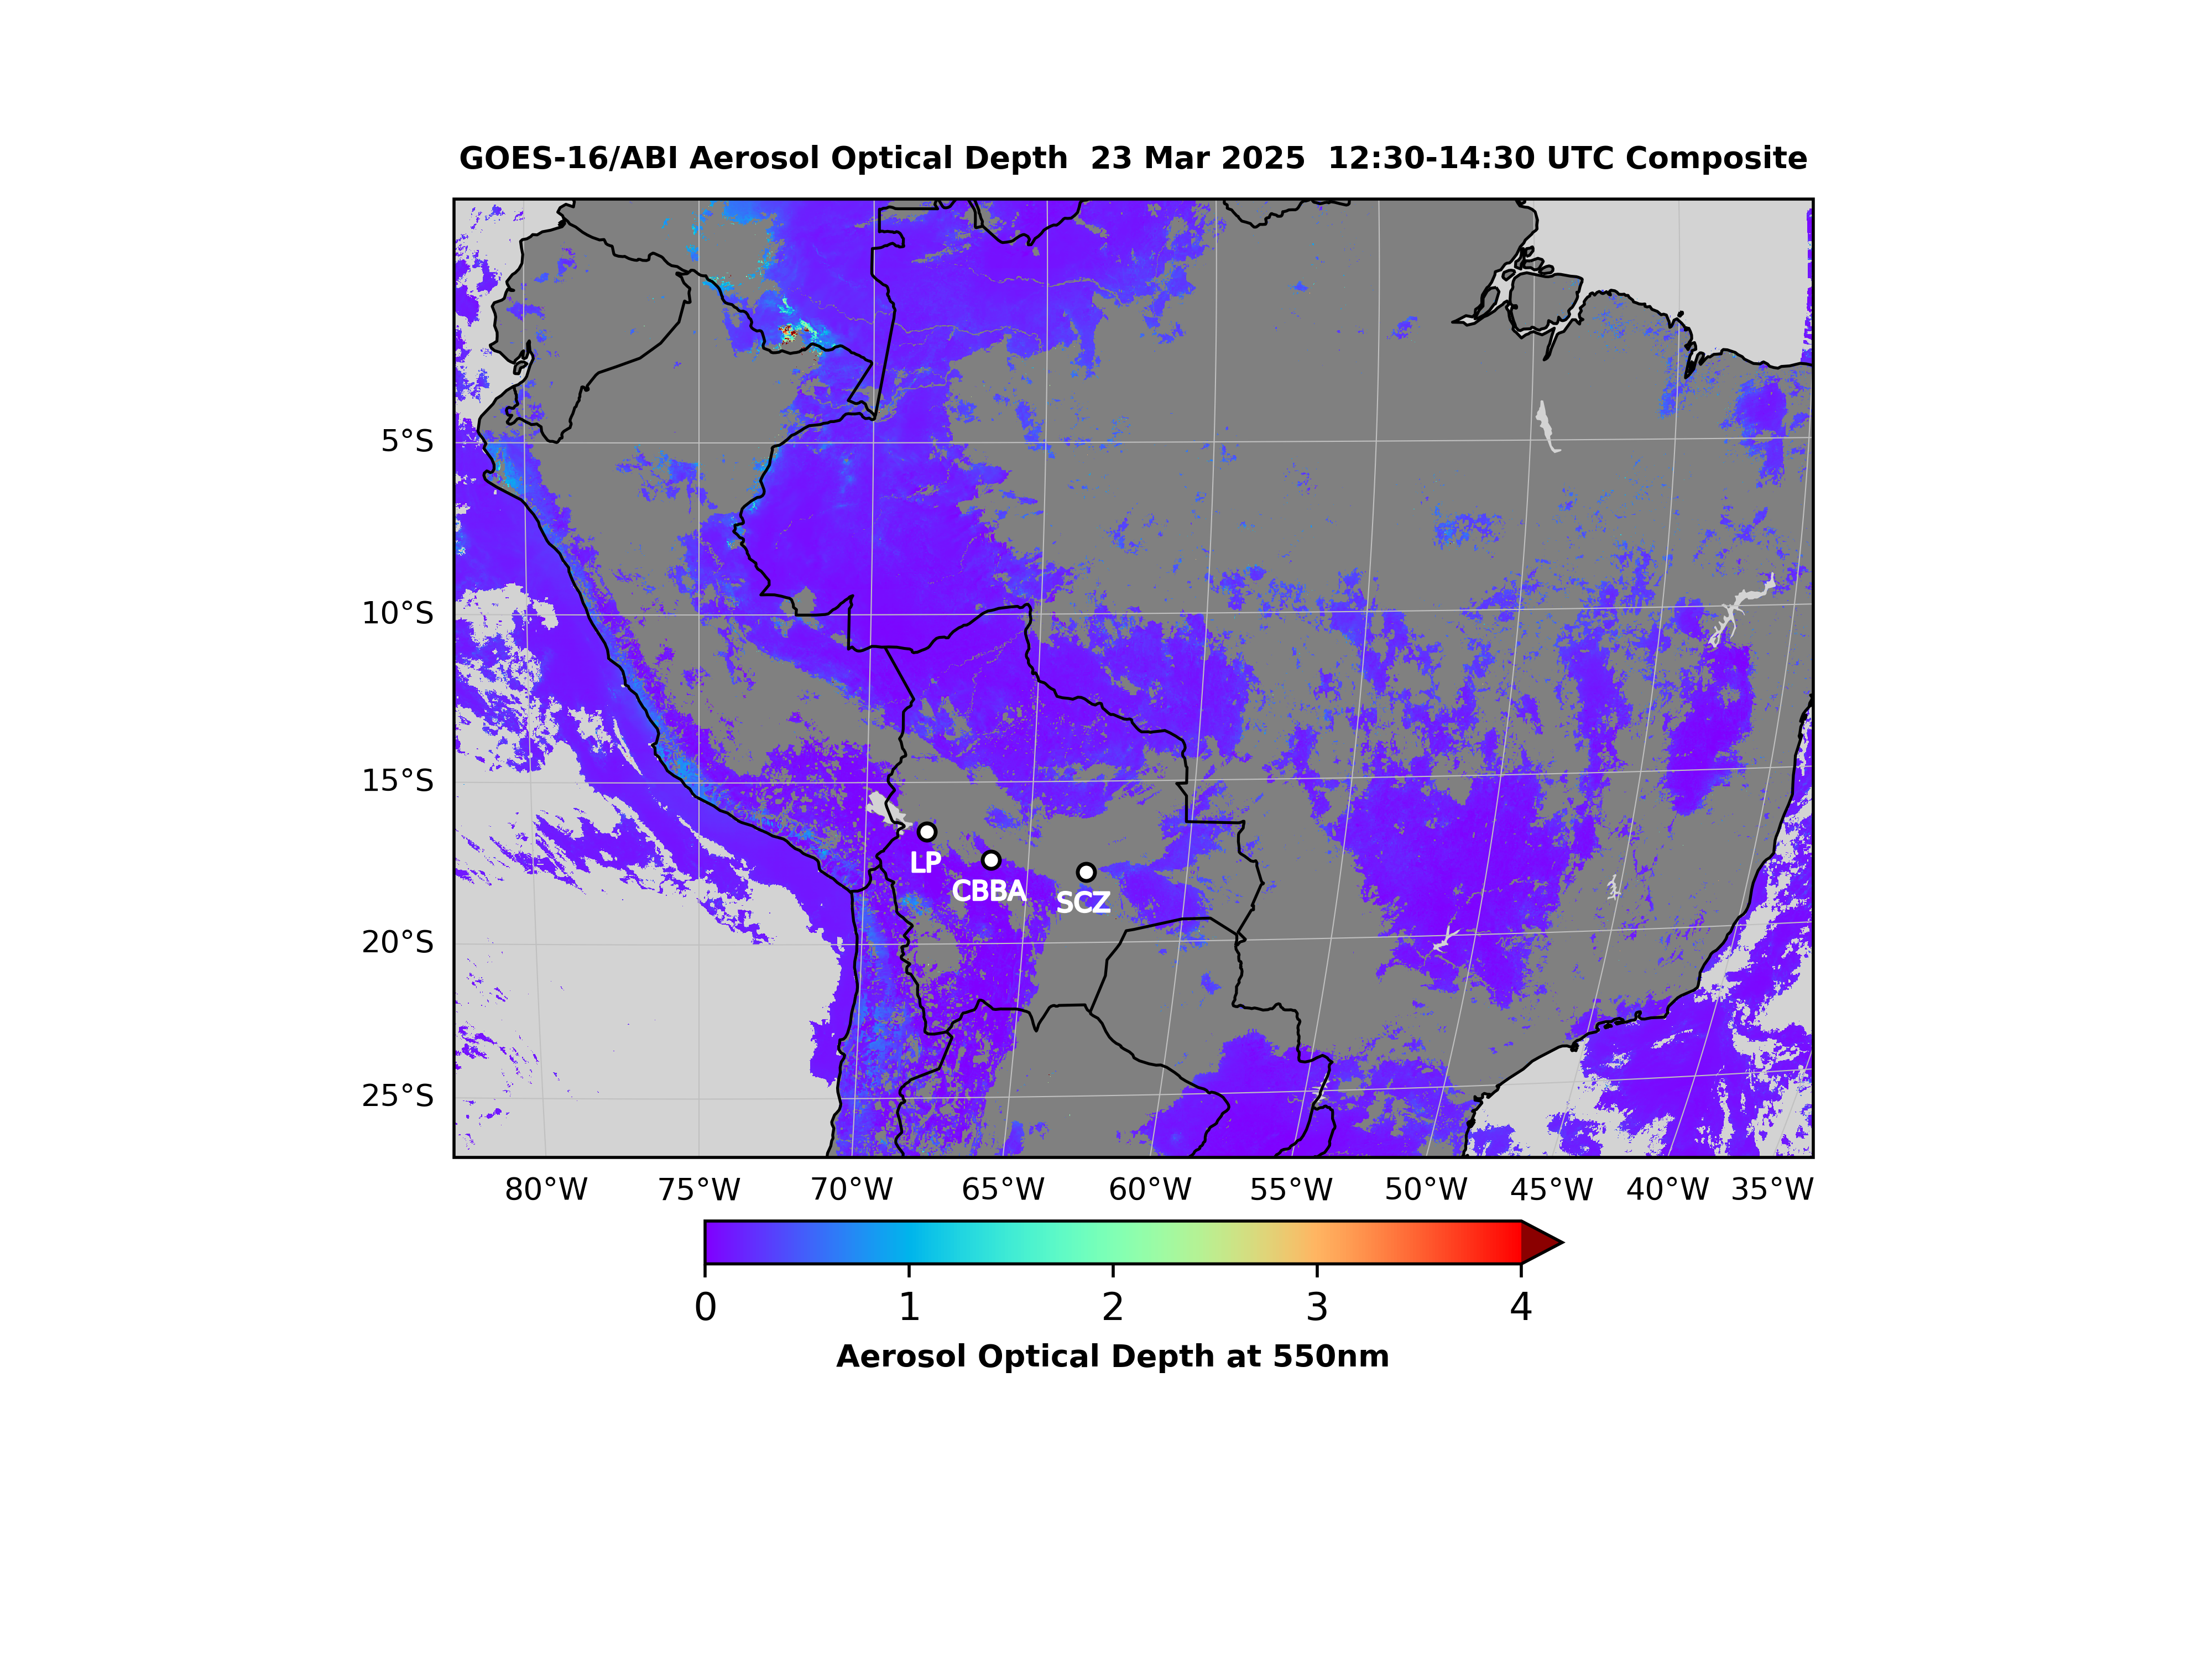 GOES-16/ABI Aerosol Optical Depth  23 Mar 2025  12:30-14:30 UTC Composite
5°S
10°S
15°S
LP
CBBA
SCZ
20°S
25°S
80°W 75°W 70°W 65°W 60°W 55°W 50°W 45°W 40°W 35°W
0 1 2 3 4
Aerosol Optical Depth at 550nm